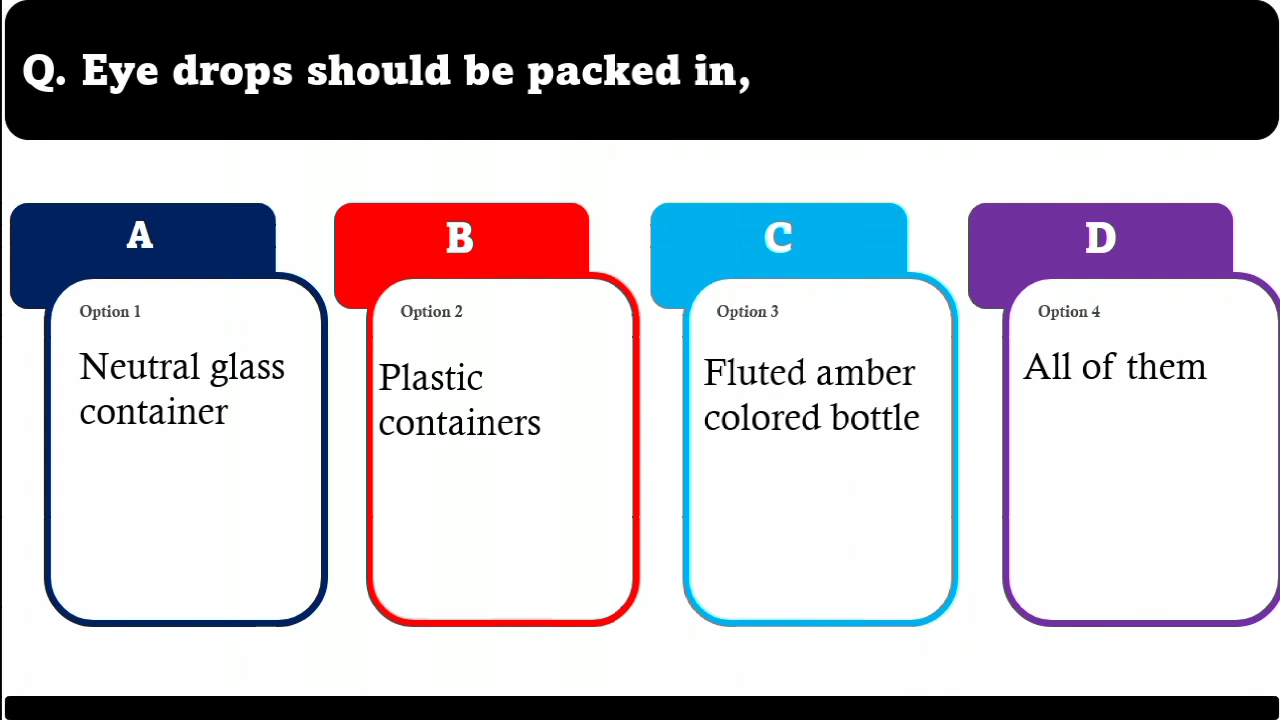 Q. Eye drops should be packed in,
A
Option 1
Neutral glass
container
B
Option 2
Plastic
containers
C
Option 3
Fluted amber
colored bottle
D
Option 4
All of them